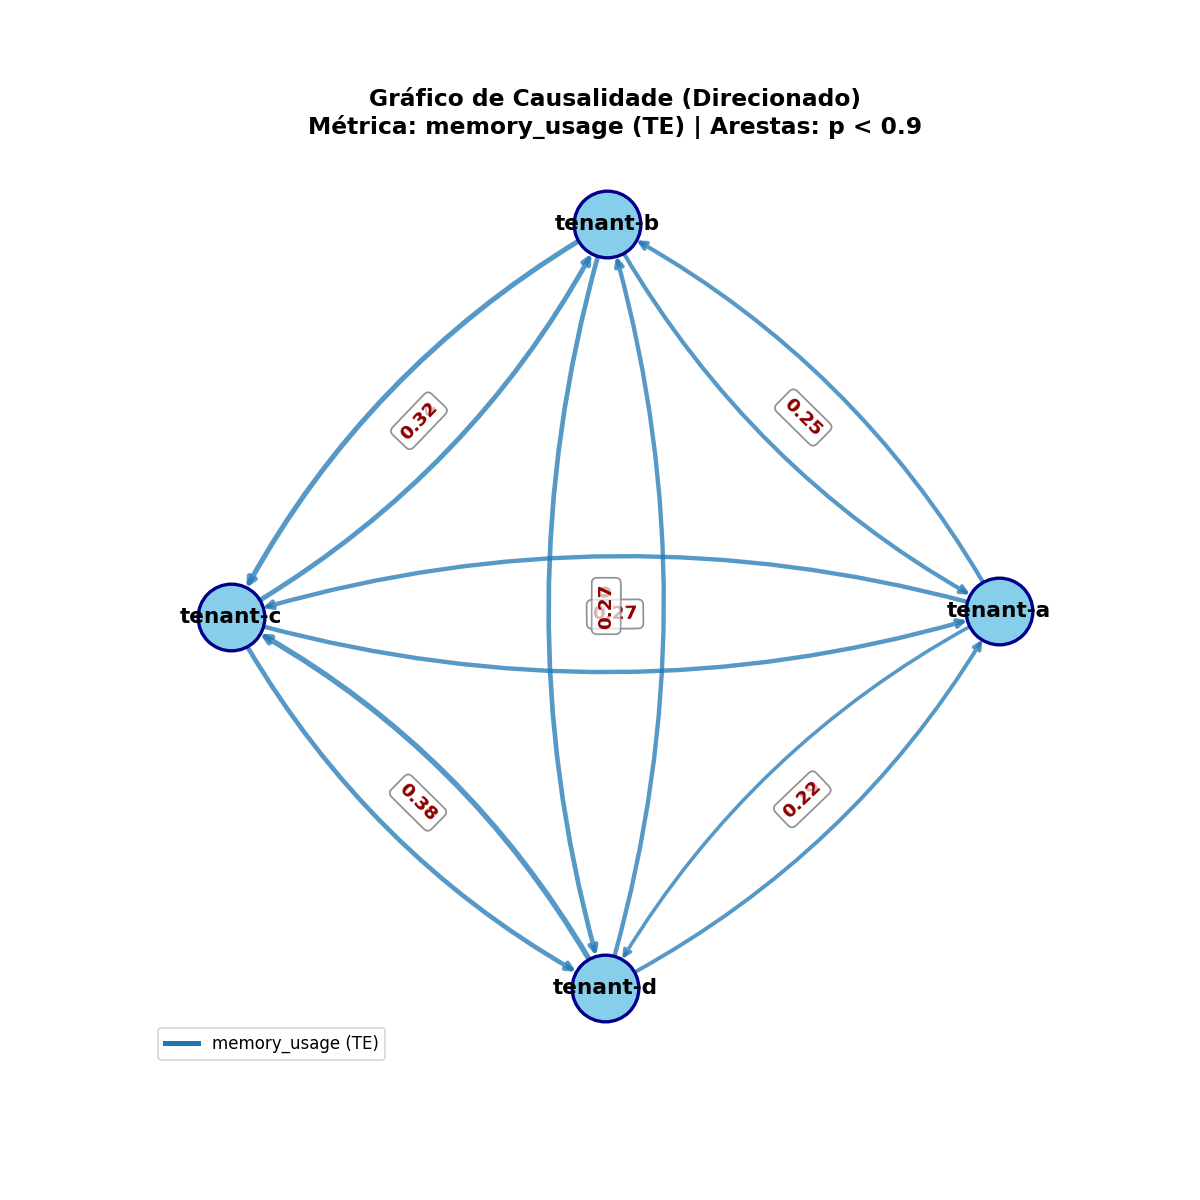 Gráfico de Causalidade (Direcionado)
Métrica: memory_usage (TE) | Arestas: p < 0.9
tenant-b
0.32
0.25
tenant-c
0.27
0.27
tenant-a
0.38
0.22
tenant-d
memory_usage (TE)